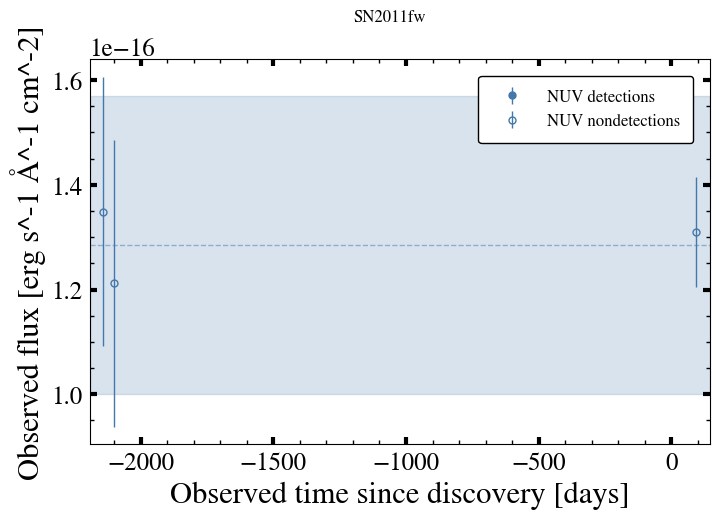 SN2011fw
1e−16
Observed flux [erg s^-1 Å^-1 cm^-2]
1.6
1.4
1.2
1.0
NUV detections
NUV nondetections
−2000
−1500
−1000
−500
0
Observed time since discovery [days]